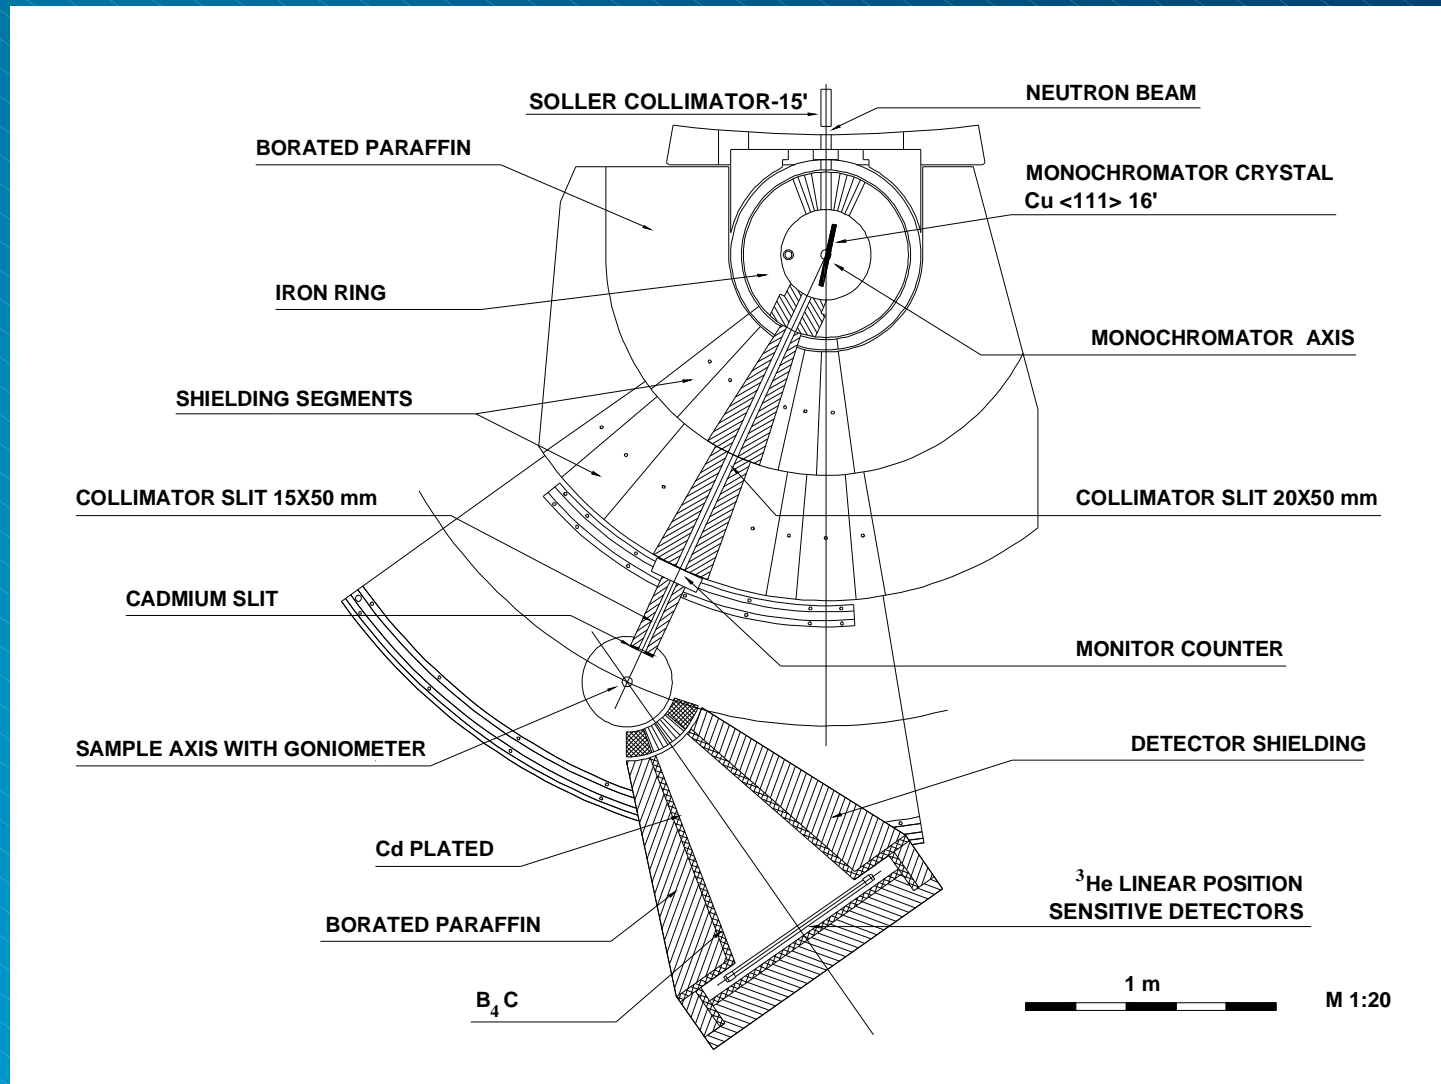 SOLLER COLLIMATOR-15'
NEUTRON BEAM
BORATED PARAFFIN
MONOCHROMATOR CRYSTAL
Cu <111> 16'
IRON RING
MONOCHROMATOR AXIS
SHIELDING SEGMENTS
COLLIMATOR SLIT 15X50 mm
COLLIMATOR SLIT 20X50 mm
CADMIUM SLIT
MONITOR COUNTER
SAMPLE AXIS WITH GONIOMETER
DETECTOR SHIELDING
Cd PLATED
³He LINEAR POSITION
SENSITIVE DETECTORS
BORATED PARAFFIN
B₄C
1 m
M 1:20